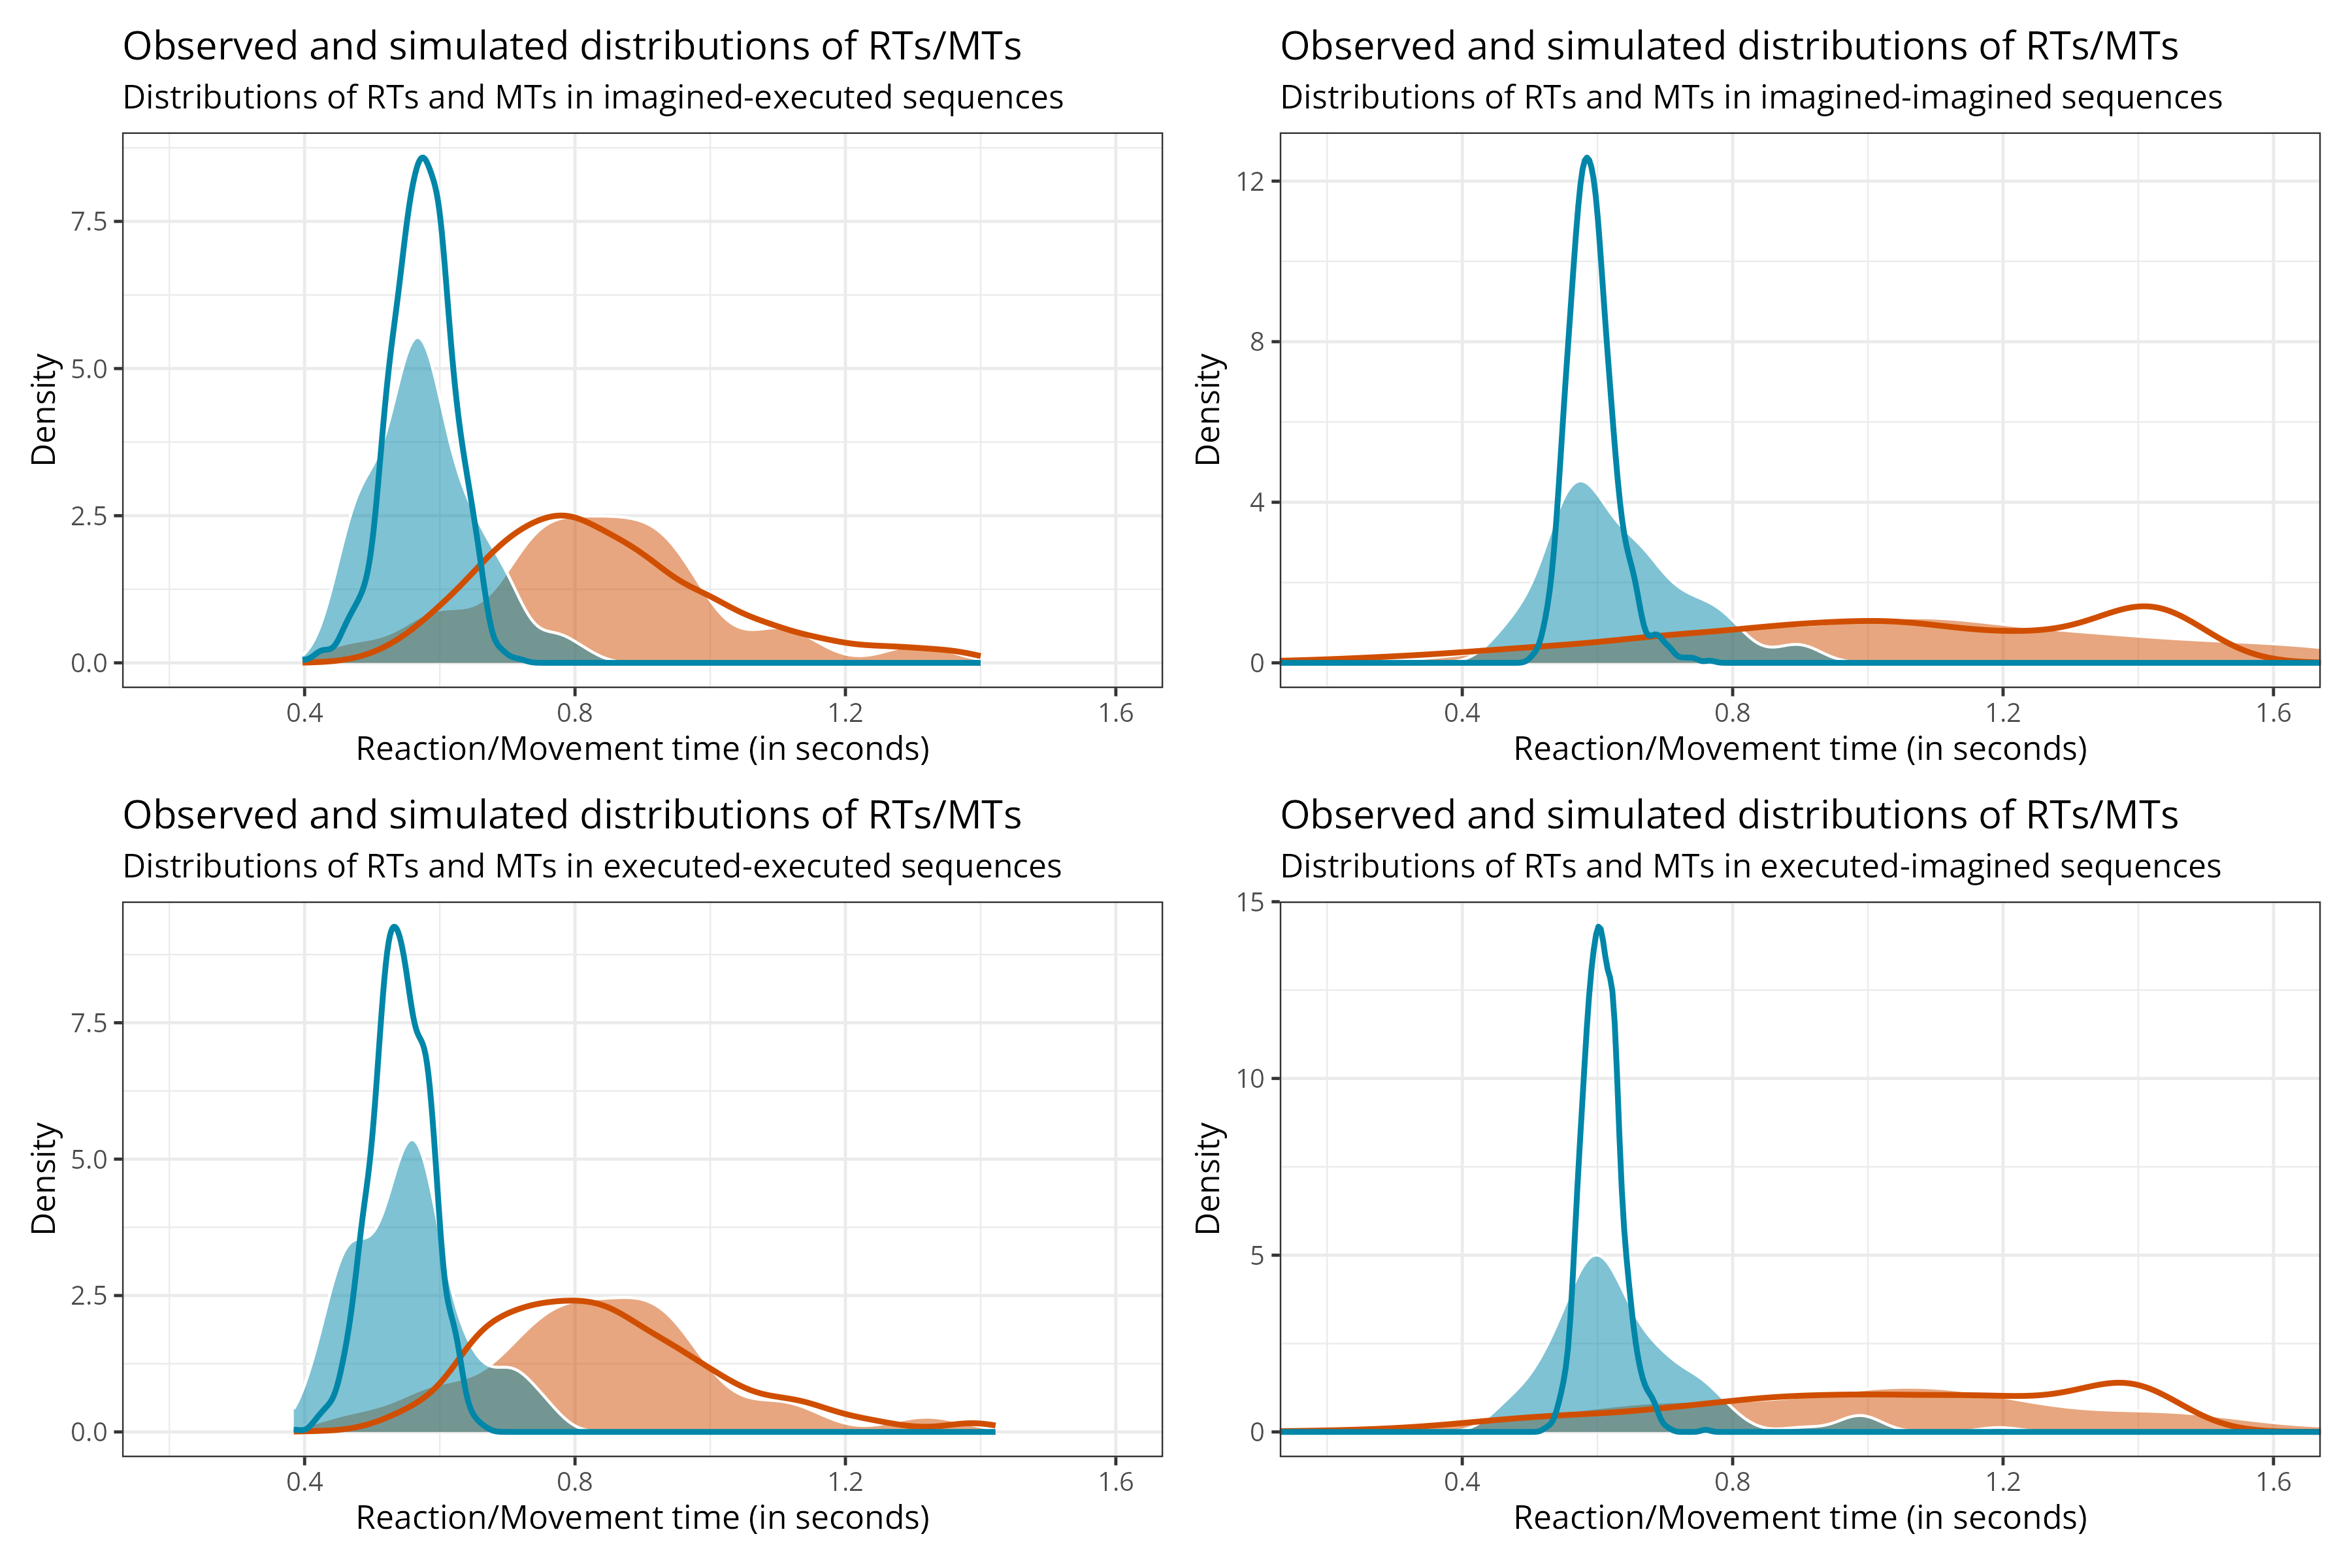 Observed and simulated distributions of RTs/MTs
Distributions of RTs and MTs in imagined-executed sequences
Density
7.5
5.0
2.5
0.0
0.4 0.8 1.2 1.6
Reaction/Movement time (in seconds)
Observed and simulated distributions of RTs/MTs
Distributions of RTs and MTs in imagined-imagined sequences
Density
12
8
4
0
0.4 0.8 1.2 1.6
Reaction/Movement time (in seconds)
Observed and simulated distributions of RTs/MTs
Distributions of RTs and MTs in executed-executed sequences
Density
7.5
5.0
2.5
0.0
0.4 0.8 1.2 1.6
Reaction/Movement time (in seconds)
Observed and simulated distributions of RTs/MTs
Distributions of RTs and MTs in executed-imagined sequences
Density
15
10
5
0
0.4 0.8 1.2 1.6
Reaction/Movement time (in seconds)